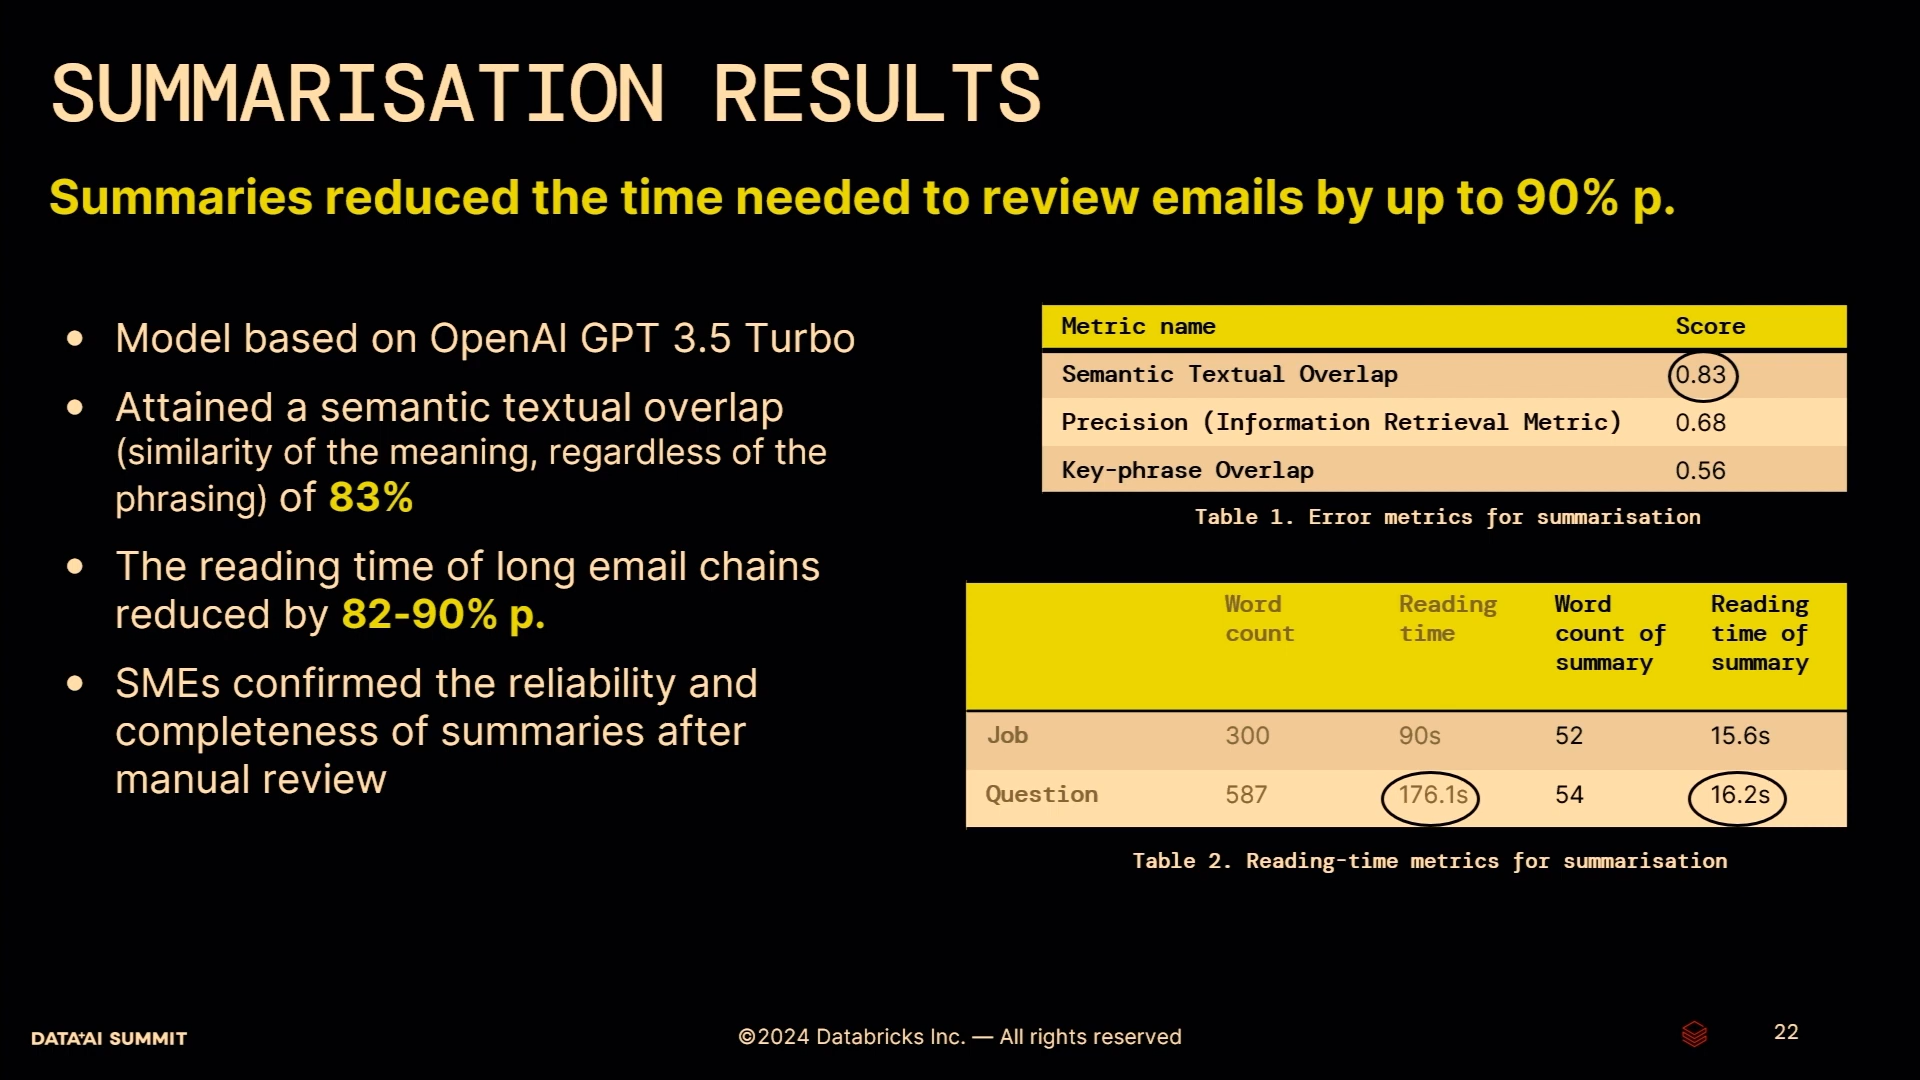 SUMMARISATION RESULTS
Summaries reduced the time needed to review emails by up to 90% p.
• Model based on OpenAI GPT 3.5 Turbo
• Attained a semantic textual overlap
(similarity of the meaning, regardless of the
phrasing) of 83%
• The reading time of long email chains
reduced by 82-90% p.
• SMEs confirmed the reliability and
completeness of summaries after
manual review
Metric name Score
Semantic Textual Overlap 0.83
Precision (Information Retrieval Metric) 0.68
Key-phrase Overlap 0.56
Table 1. Error metrics for summarisation
Word Reading Word Reading
count time count of time of
summary summary
Job 300 90s 52 15.6s
Question 587 176.1s 54 16.2s
Table 2. Reading-time metrics for summarisation
DATA+AI SUMMIT
©2024 Databricks Inc. — All rights reserved
22